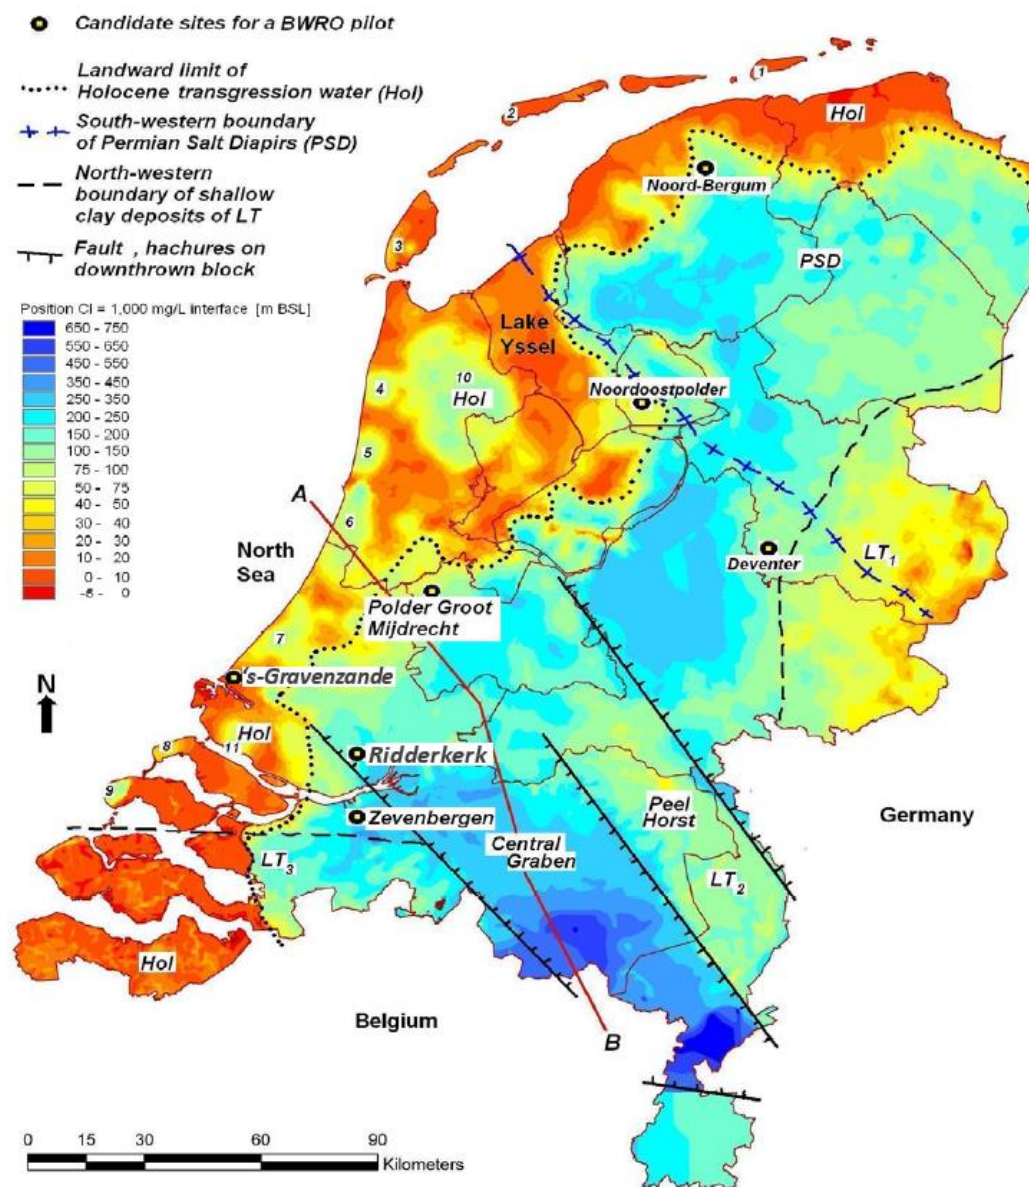 Candidate sites for a BWRO pilot
Landward limit of
Holocene transgression water (Hol)
South-western boundary
of Permian Salt Diapirs (PSD)
North-western
boundary of shallow
clay deposits of LT
Fault , hachures on
downthrown block
Position Cl = 1,000 mg/L interface [m BSL]
650 - 750
550 - 650
450 - 550
350 - 450
250 - 350
200 - 250
150 - 200
100 - 150
75 - 100
50 - 75
40 - 50
30 - 40
20 - 30
10 - 20
0 - 10
-5 - 0
1
2
Hol
Noord-Bergum
3
PSD
Lake
Yssel
4
10
Hol
Noordoostpolder
5
A
6
North
Sea
Deventer
LT1
Polder Groot
Mijdrecht
7
N
's-Gravenzande
Hol
8
11
Ridderkerk
9
Zevenbergen
Peel
Horst
Germany
Central
Graben
LT3
LT2
Hol
Belgium
B
0 15 30 60 90
Kilometers